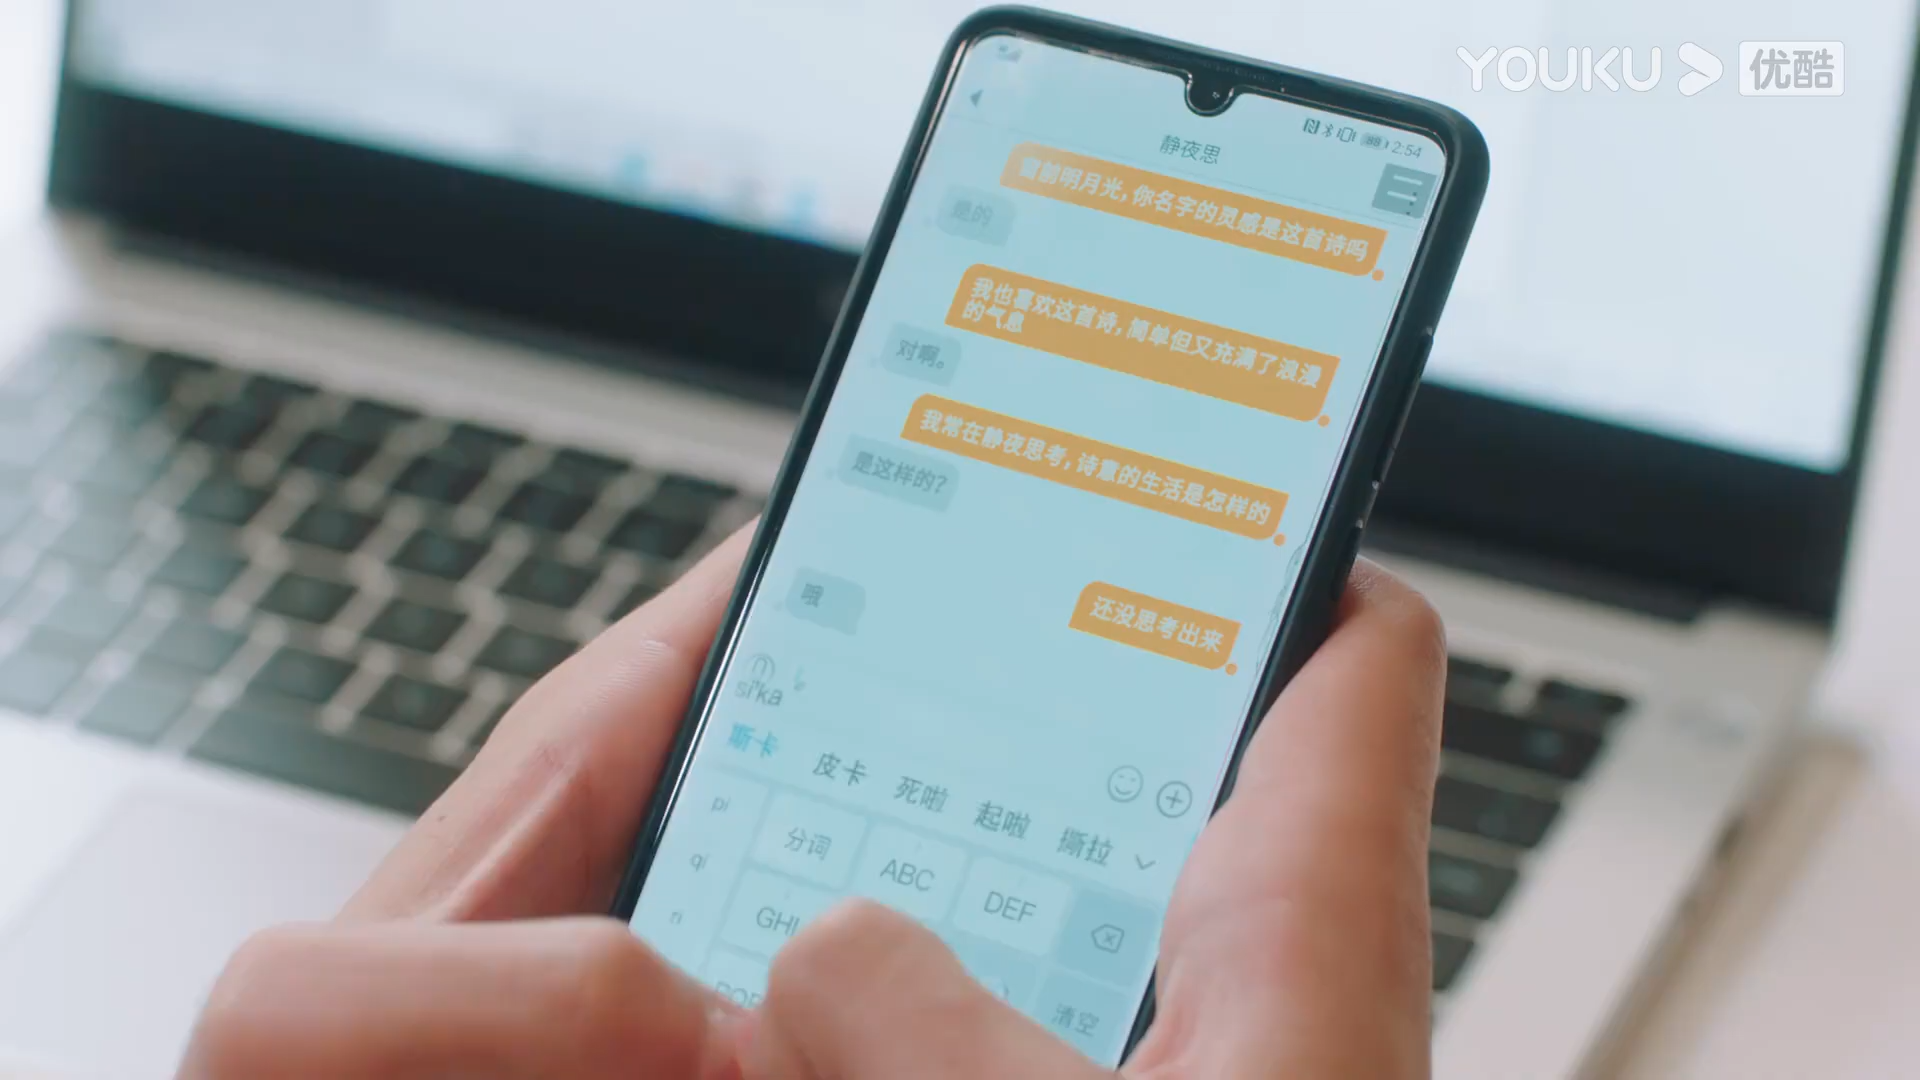 YOUKU 优酷
88 2:54
静夜思
窗前明月光，你名字的灵感是这首诗吗
是的
我也喜欢这首诗，简单但又充满了浪漫
的气息
对啊。
我常在静夜思考，诗意的生活是怎样的
是这样的？
还没思考出来
哦
si'ka
斯卡 皮卡 死啦 起啦 撕拉
pi
分词 ABC DEF
qi
GHI
ri
清空